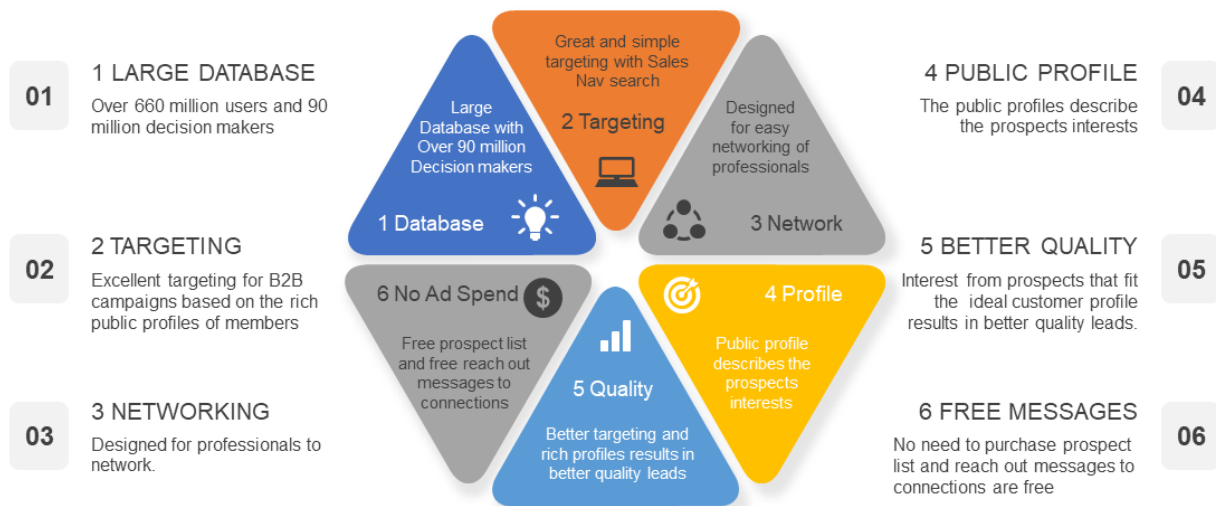 01
1 LARGE DATABASE
Over 660 million users and 90
million decision makers
02
2 TARGETING
Excellent targeting for B2B
campaigns based on the rich
public profiles of members
03
3 NETWORKING
Designed for professionals to
network.
Large
Database with
Over 90 million
Decision makers
1 Database
Great and simple
targeting with Sales
Nav search
2 Targeting
Designed
for easy
networking of
professionals
3 Network
4 Profile
Public profile
describes the
prospects
interests
5 Quality
Better targeting and
rich profiles results in
better quality leads
6 No Ad Spend
$
Free prospect list
and free reach out
messages to
connections
4 PUBLIC PROFILE
The public profiles describe
the prospects interests
04
5 BETTER QUALITY
Interest from prospects that fit
the ideal customer profile
results in better quality leads.
05
6 FREE MESSAGES
No need to purchase prospect
list and reach out messages to
connections are free
06